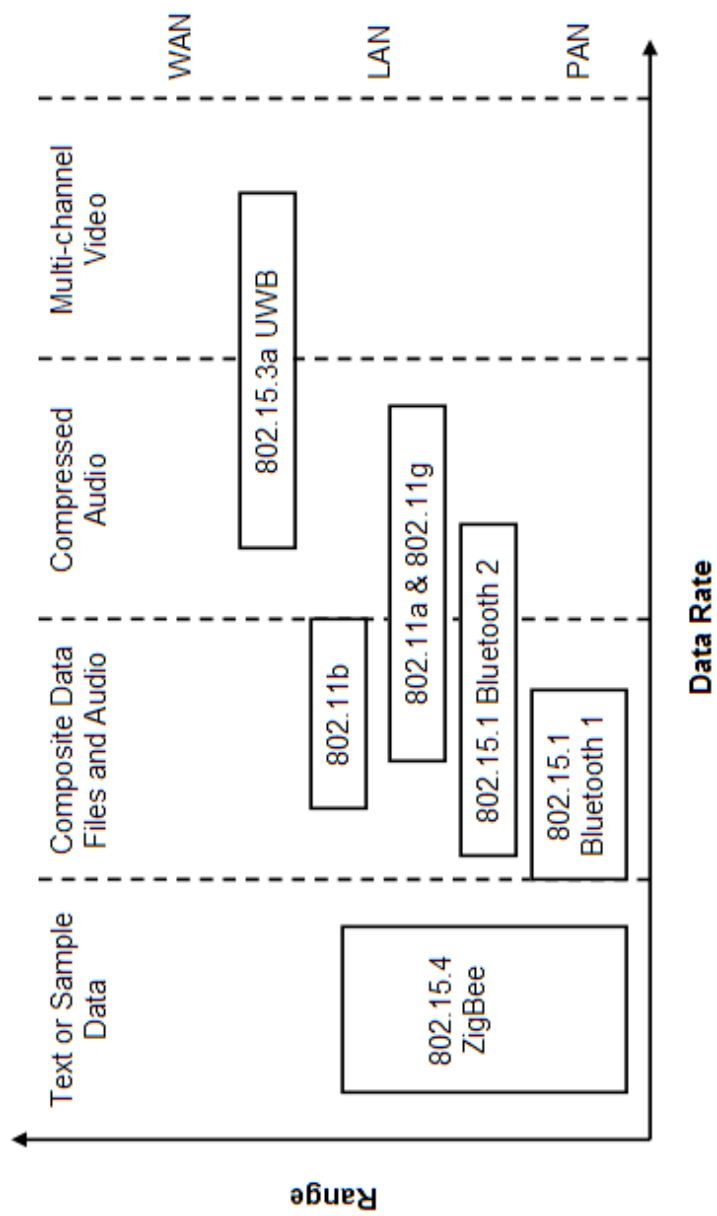 Text or Sample
Data
Composite Data
Files and Audio
Compressed
Audio
Multi-channel
Video
WAN
LAN
PAN
802.15.3a UWB
802.11b
802.11a & 802.11g
802.15.1 Bluetooth 2
802.15.1
Bluetooth 1
802.15.4
ZigBee
Range
Data Rate